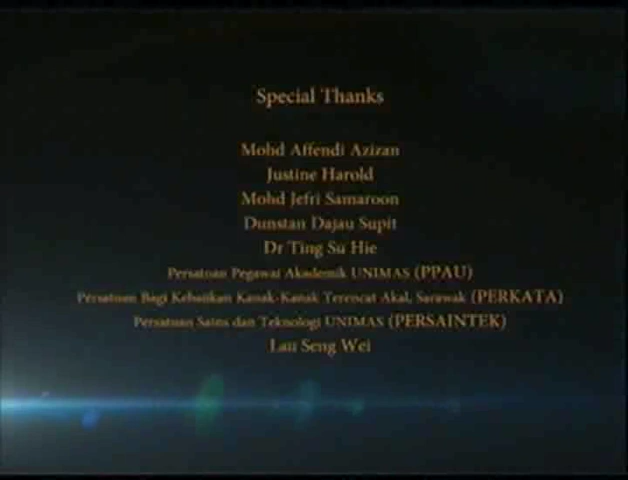 Special Thanks
Mohd Affendi Azizan
Justine Harold
Mohd Jefri Samaroon
Dunstan Dajau Supit
Dr Ting Su Hie
Persatuan Pegawai Akademik UNIMAS (PPAU)
Persatuan Bagi Kebaikan Kanak-Kanak Terencat Akal, Sarawak (PERKATA)
Persatuan Sains dan Teknologi UNIMAS (PERSAINTEK)
Lau Seng Wei